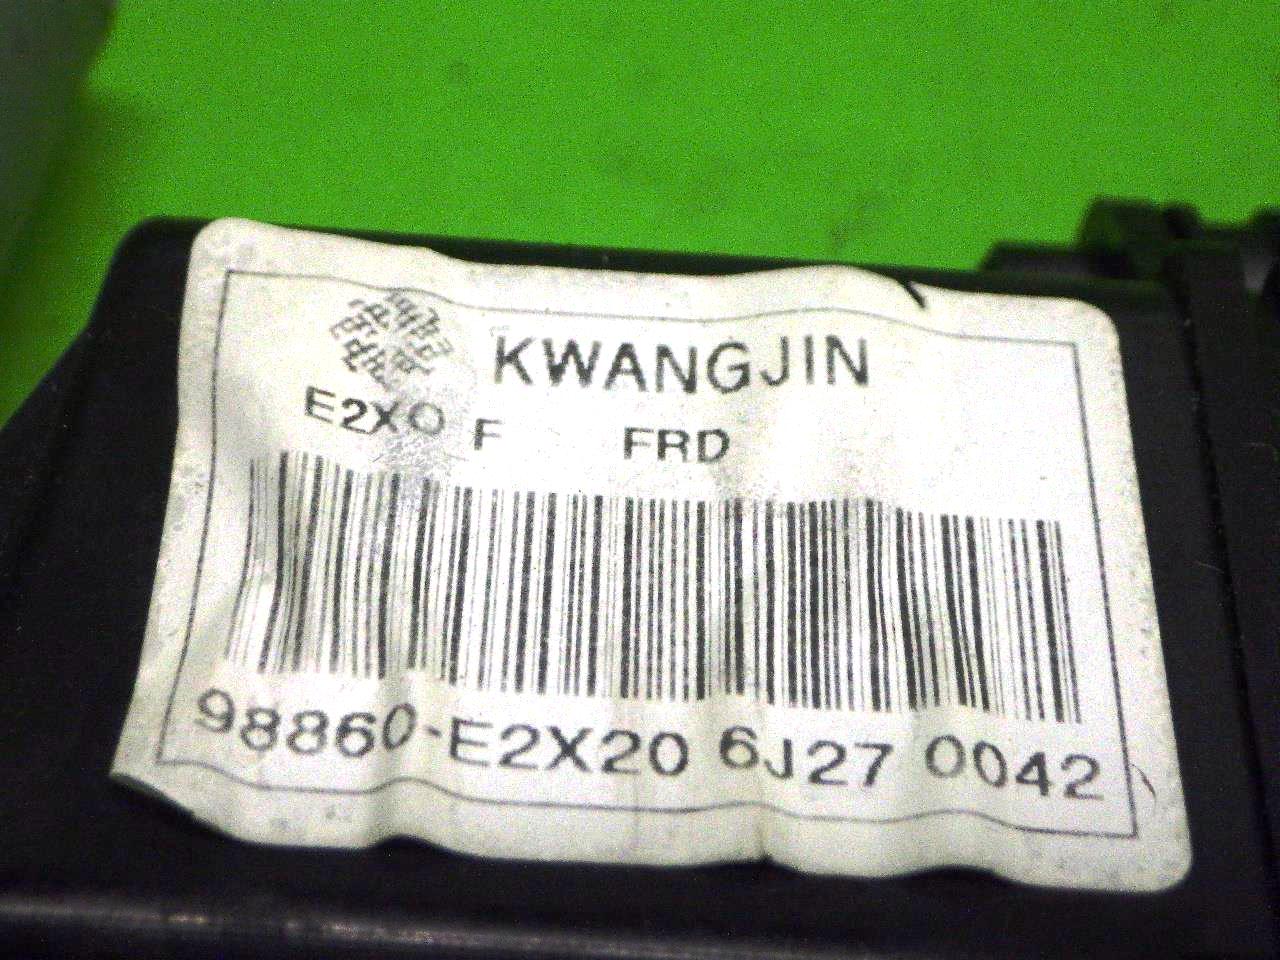 KWANGJIN
E2XO F FRD
98860-E2X20 6J27 0042